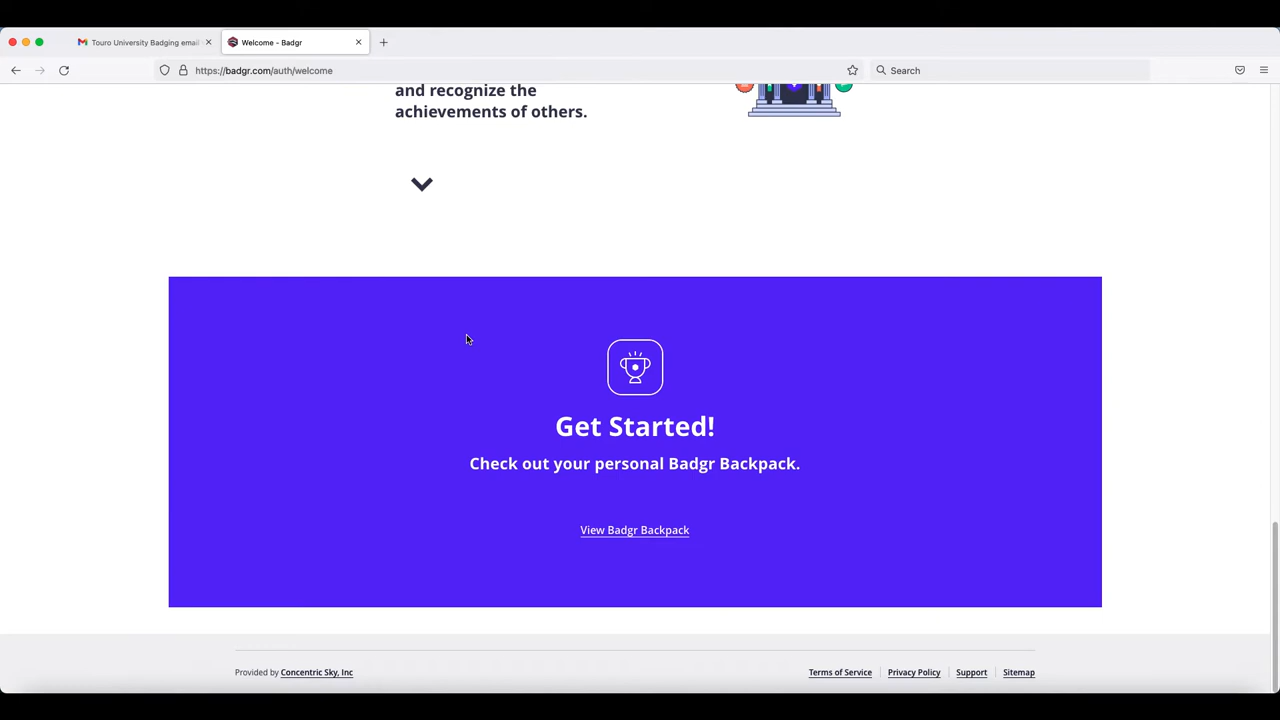 Touro University Badging emai
Welcome - Badgr
https://badgr.com/auth/welcome
Search
and recognize the
achievements of others.
Get Started!
Check out your personal Badgr Backpack.
View Badgr Backpack
Provided by Concentric Sky, Inc
Terms of Service
Privacy Policy
Support
Sitemap